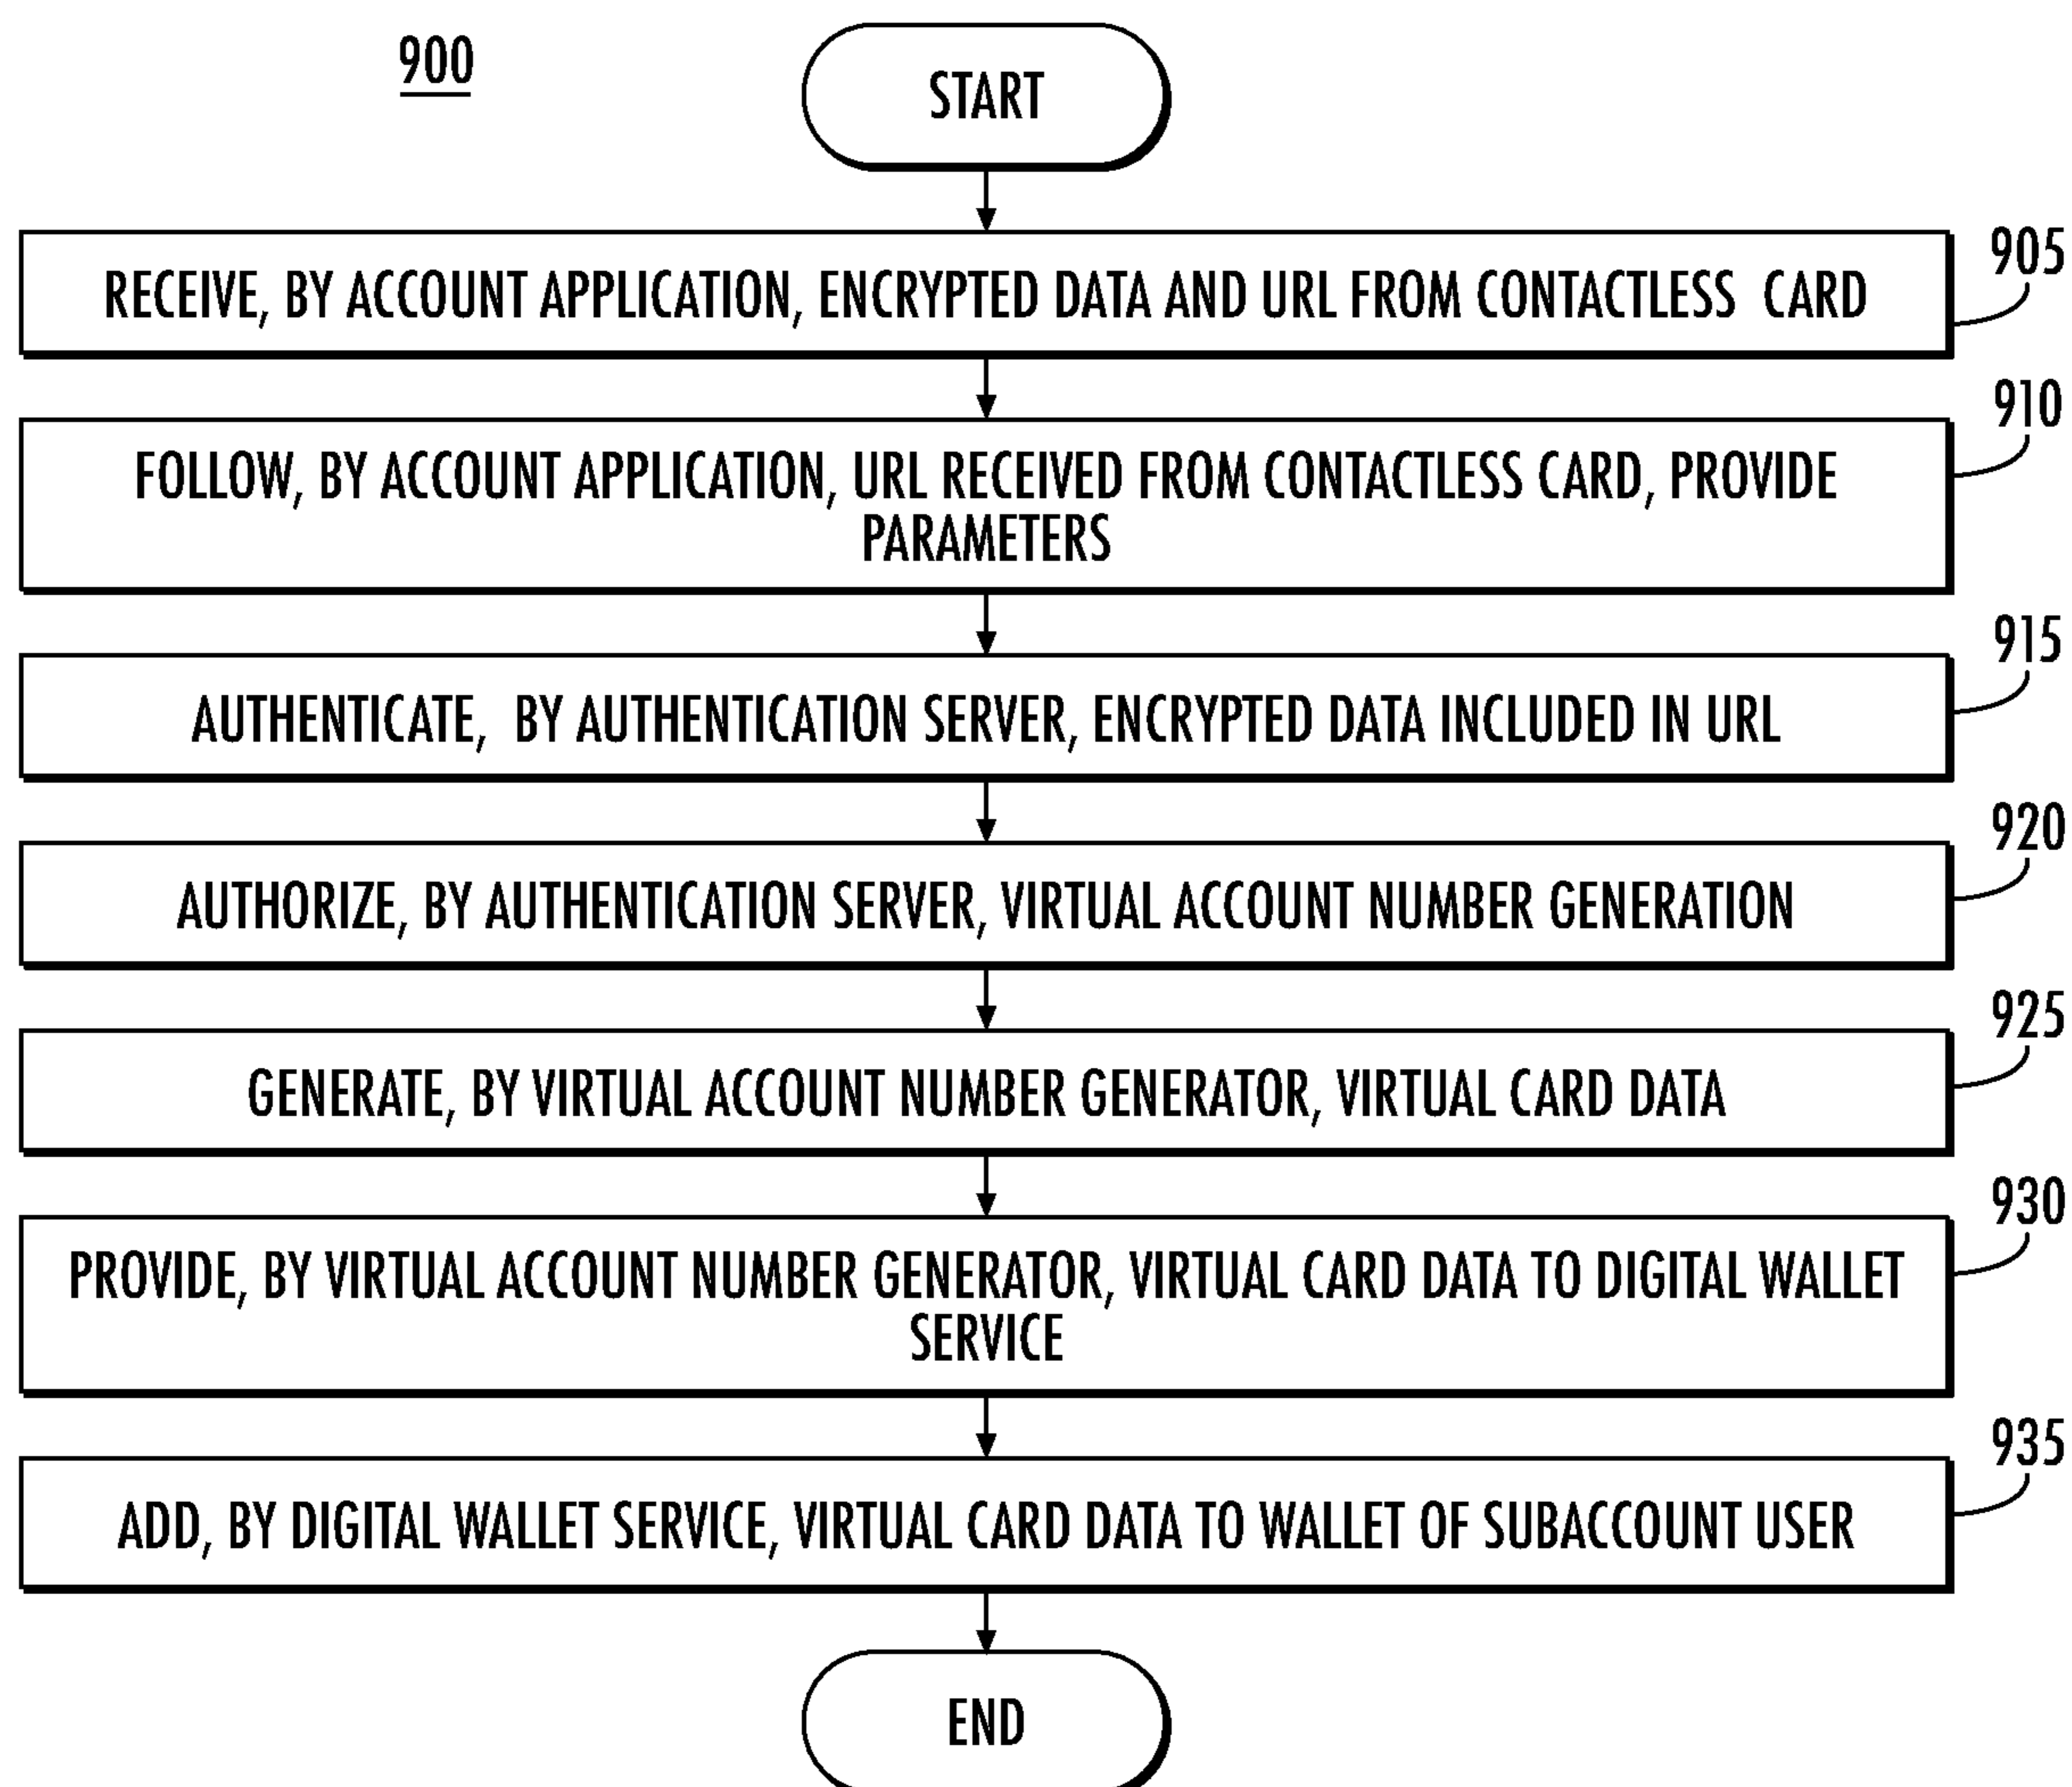 900
START
905
RECEIVE, BY ACCOUNT APPLICATION, ENCRYPTED DATA AND URL FROM CONTACTLESS CARD
910
FOLLOW, BY ACCOUNT APPLICATION, URL RECEIVED FROM CONTACTLESS CARD, PROVIDE
PARAMETERS
915
AUTHENTICATE, BY AUTHENTICATION SERVER, ENCRYPTED DATA INCLUDED IN URL
920
AUTHORIZE, BY AUTHENTICATION SERVER, VIRTUAL ACCOUNT NUMBER GENERATION
925
GENERATE, BY VIRTUAL ACCOUNT NUMBER GENERATOR, VIRTUAL CARD DATA
930
PROVIDE, BY VIRTUAL ACCOUNT NUMBER GENERATOR, VIRTUAL CARD DATA TO DIGITAL WALLET
SERVICE
935
ADD, BY DIGITAL WALLET SERVICE, VIRTUAL CARD DATA TO WALLET OF SUBACCOUNT USER
END